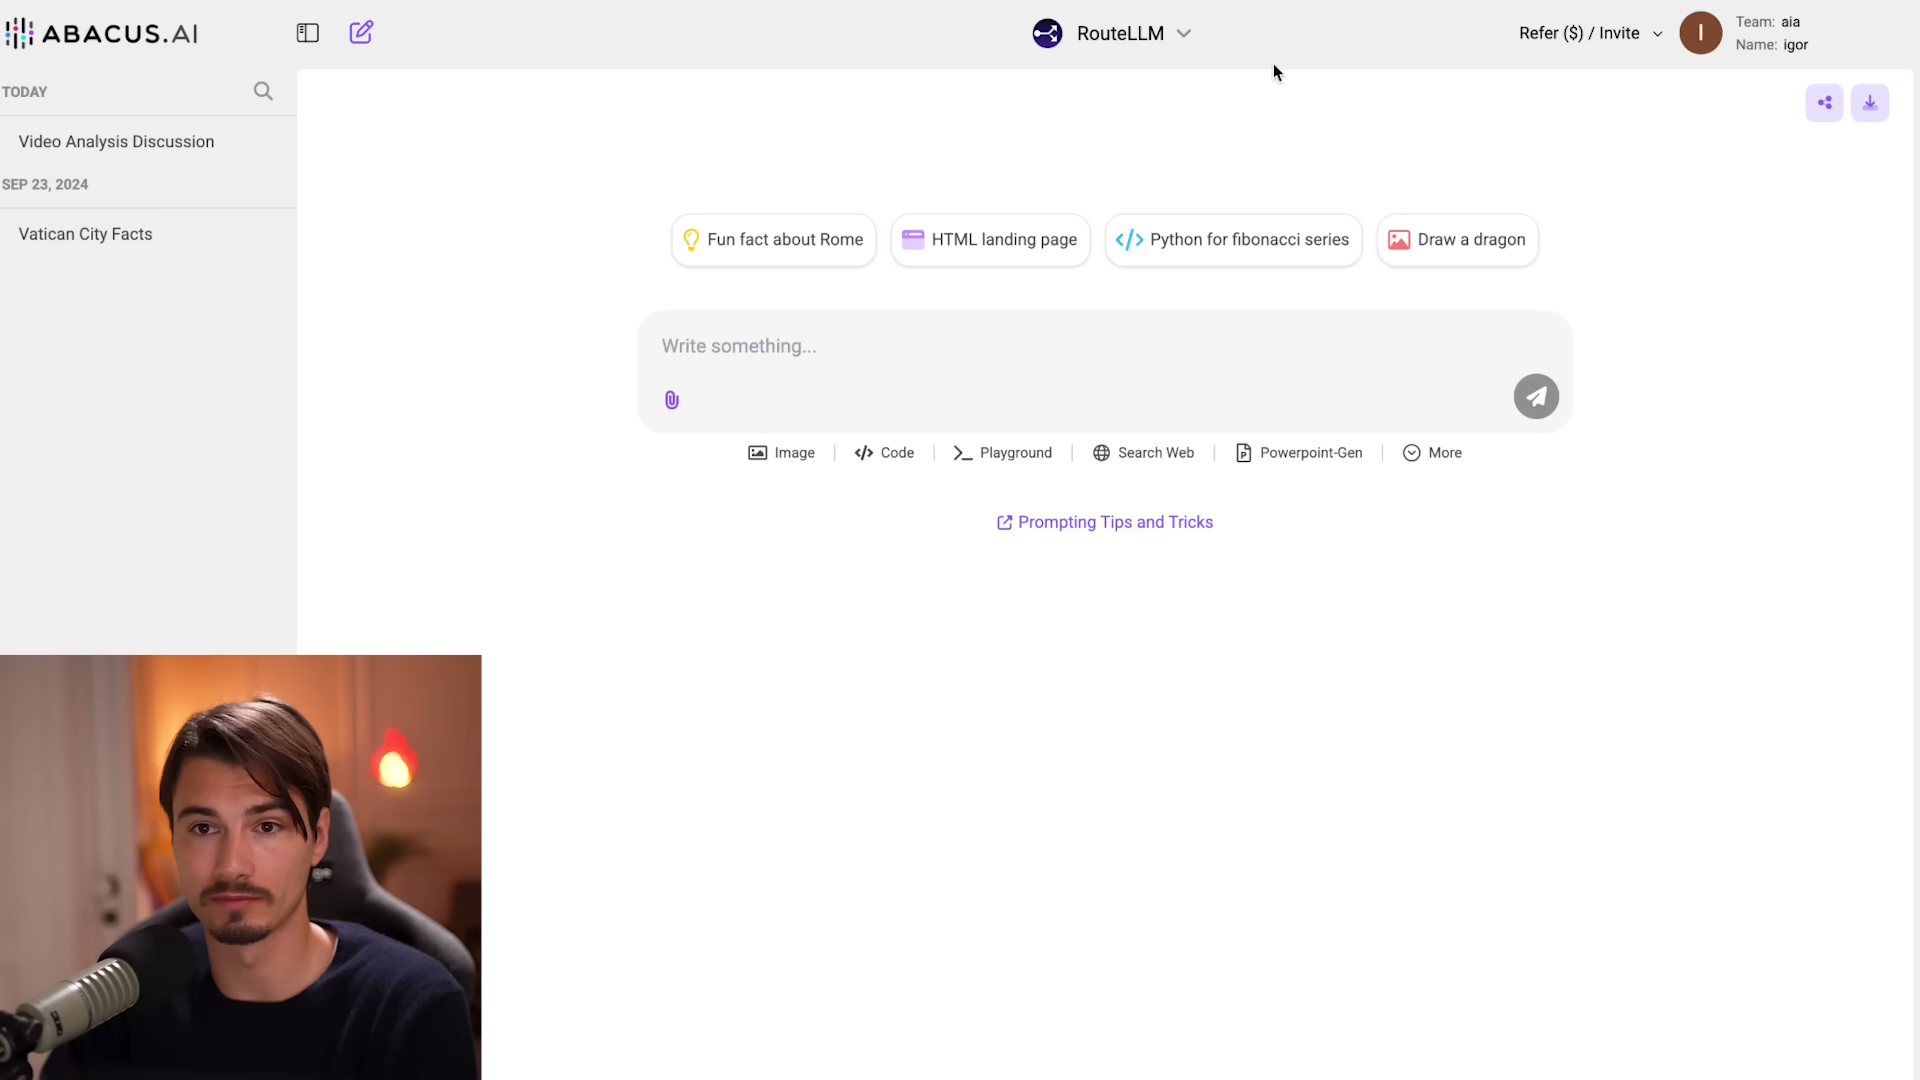 ABACUS.AI
RouteLLM
Refer ($) / Invite
I
Team: aia
Name: igor
TODAY
Video Analysis Discussion
SEP 23, 2024
Vatican City Facts
Fun fact about Rome
HTML landing page
Python for fibonacci series
Draw a dragon
Write something...
Image
Code
Playground
Search Web
Powerpoint-Gen
More
Prompting Tips and Tricks